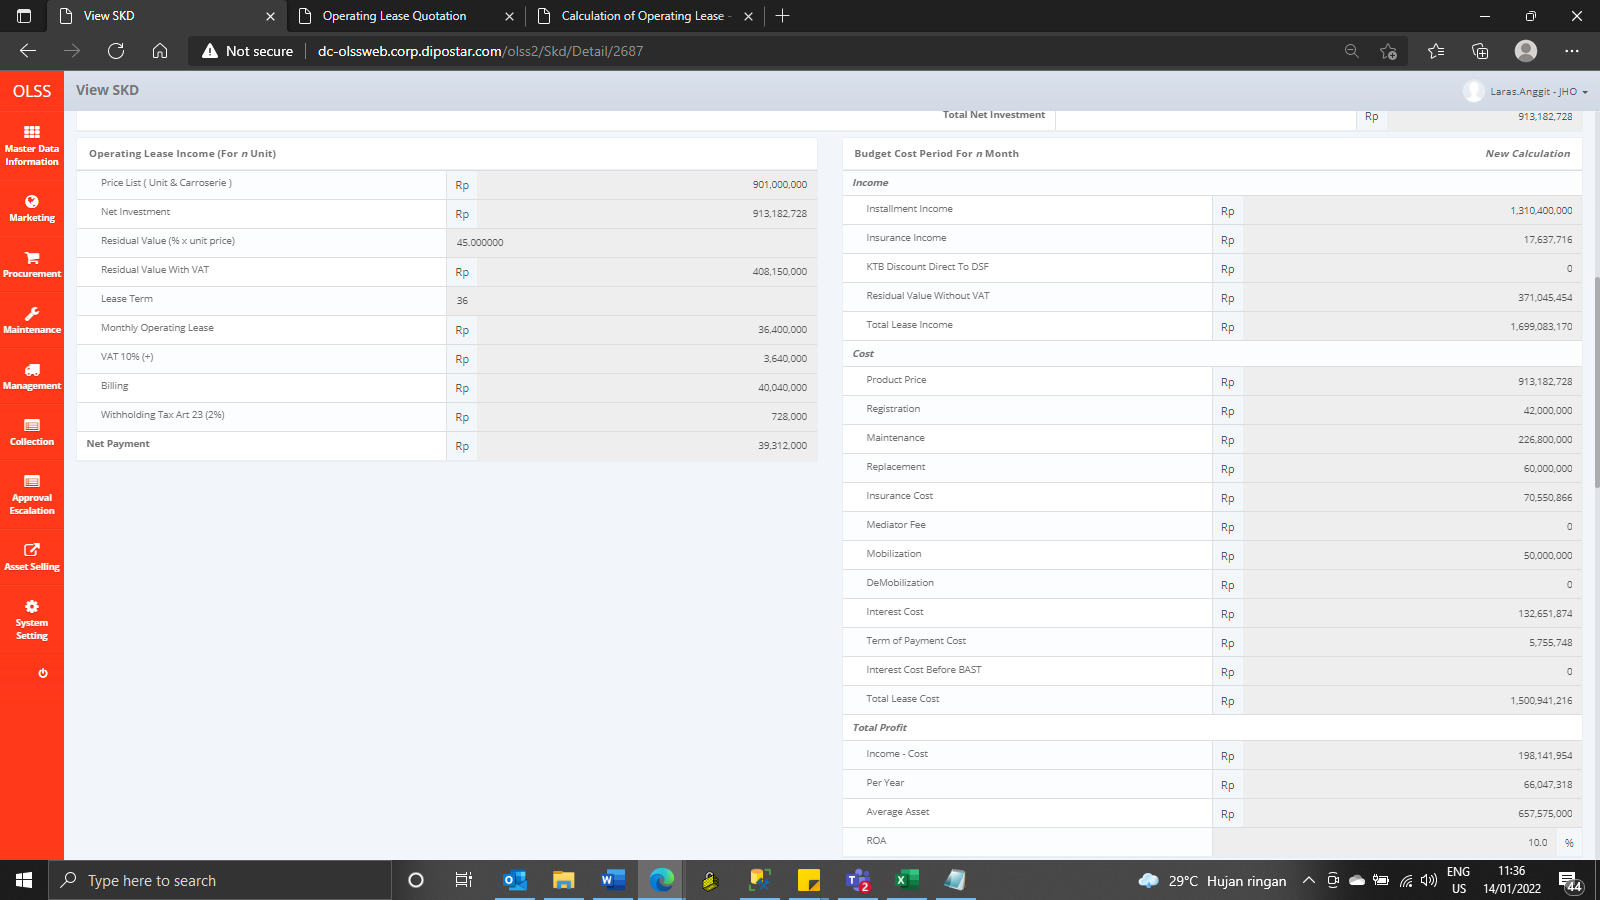 View SKD
Operating Lease Quotation
Calculation of Operating Lease -
Not secure
dc-olssweb.corp.dipostar.com/olss2/Skd/Detail/2687
OLSS
View SKD
Laras.Anggit - JHO
Master Data
Information
Marketing
Procurement
Maintenance
Management
Collection
Approval
Escalation
Asset Selling
System
Setting
Total Net Investment Rp 913,182,728
Operating Lease Income (For n Unit)
Price List ( Unit & Carroserie ) Rp 901,000,000
Net Investment Rp 913,182,728
Residual Value (% x unit price) 45.000000
Residual Value With VAT Rp 408,150,000
Lease Term 36
Monthly Operating Lease Rp 36,400,000
VAT 10% (+) Rp 3,640,000
Billing Rp 40,040,000
Withholding Tax Art 23 (2%) Rp 728,000
Net Payment Rp 39,312,000
Budget Cost Period For n Month New Calculation
Income
Installment Income Rp 1,310,400,000
Insurance Income Rp 17,637,716
KTB Discount Direct To DSF Rp 0
Residual Value Without VAT Rp 371,045,454
Total Lease Income Rp 1,699,083,170
Cost
Product Price Rp 913,182,728
Registration Rp 42,000,000
Maintenance Rp 226,800,000
Replacement Rp 60,000,000
Insurance Cost Rp 70,550,866
Mediator Fee Rp 0
Mobilization Rp 50,000,000
DeMobilization Rp 0
Interest Cost Rp 132,651,874
Term of Payment Cost Rp 5,755,748
Interest Cost Before BAST Rp 0
Total Lease Cost Rp 1,500,941,216
Total Profit
Income - Cost Rp 198,141,954
Per Year Rp 66,047,318
Average Asset Rp 657,575,000
ROA 10.0 %
Type here to search
2
29°C Hujan ringan
ENG
US
11:36
14/01/2022
44